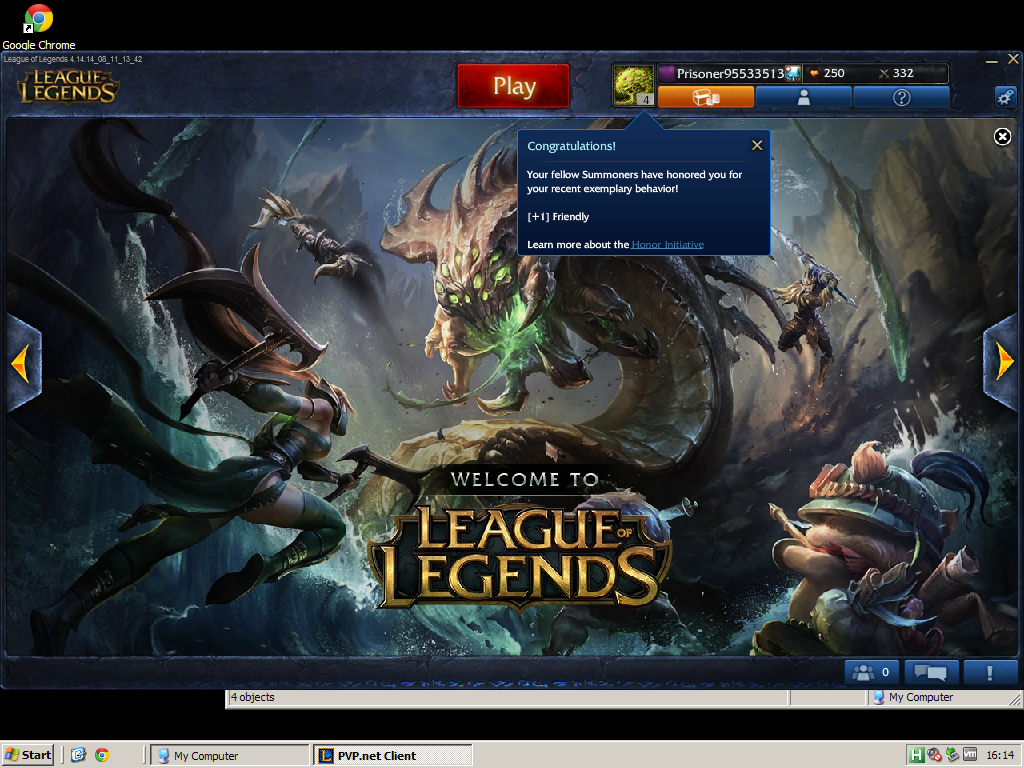 Google Chrome
League of Legends 4.14.14_08_11_13_42
LEAGUE OF
LEGENDS
Play
4
Prisoner95533513
250
332
?
Congratulations!
Your fellow Summoners have honored you for
your recent exemplary behavior!
[+1] Friendly
Learn more about the Honor Initiative
WELCOME TO
LEAGUE OF
LEGENDS
0
!
4 objects
My Computer
Start
My Computer
L
PVP.net Client
H
vm
16:14